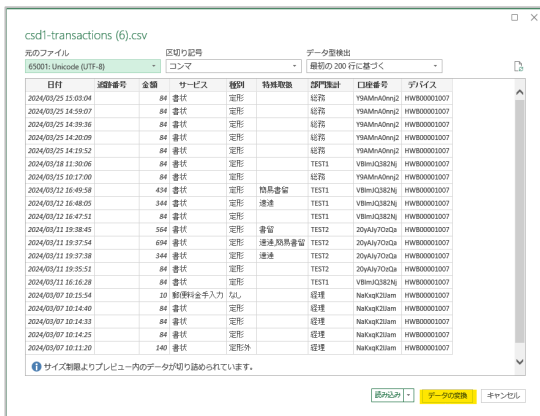 csd1-transactions (6).csv
元のファイル 区切り記号 データ型検出
65001: Unicode (UTF-8) コンマ 最初の 200 行に基づく
日付 追跡番号 金額 サービス 種別 特殊取扱 部門集計 口座番号 デバイス
2024/03/25 15:03:04 84 書状 定形 総務 Y9AMnA0nnj2 HWB00001007
2024/03/25 14:59:07 84 書状 定形 総務 Y9AMnA0nnj2 HWB00001007
2024/03/25 14:39:36 84 書状 定形 総務 Y9AMnA0nnj2 HWB00001007
2024/03/25 14:20:09 84 書状 定形 総務 Y9AMnA0nnj2 HWB00001007
2024/03/25 14:19:52 84 書状 定形 総務 Y9AMnA0nnj2 HWB00001007
2024/03/18 11:30:06 84 書状 定形 TEST1 VBImJQ382Nj HWB00001007
2024/03/25 10:17:00 84 書状 定形 総務 Y9AMnA0nnj2 HWB00001007
2024/03/12 16:49:58 434 書状 定形 簡易書留 TEST1 VBImJQ382Nj HWB00001007
2024/03/12 16:48:05 344 書状 定形 速達 TEST1 VBImJQ382Nj HWB00001007
2024/03/12 16:47:51 84 書状 定形 TEST1 VBImJQ382Nj HWB00001007
2024/03/11 19:38:45 564 書状 定形 書留 TEST2 20yAJy7OzQa HWB00001007
2024/03/11 19:37:54 694 書状 定形 速達,簡易書留 TEST2 20yAJy7OzQa HWB00001007
2024/03/11 19:37:38 344 書状 定形 速達 TEST2 20yAJy7OzQa HWB00001007
2024/03/11 19:35:51 84 書状 定形 TEST2 20yAJy7OzQa HWB00001007
2024/03/11 16:16:28 84 書状 定形 TEST1 VBImJQ382Nj HWB00001007
2024/03/07 10:15:54 10 郵便料金手入力 なし 経理 NaKxqK2lJam HWB00001007
2024/03/07 10:14:40 84 書状 定形 経理 NaKxqK2lJam HWB00001007
2024/03/07 10:14:33 84 書状 定形 経理 NaKxqK2lJam HWB00001007
2024/03/07 10:14:25 84 書状 定形 経理 NaKxqK2lJam HWB00001007
2024/03/07 10:11:20 140 書状 定形外 経理 NaKxqK2lJam HWB00001007
サイズ制限よりプレビュー内のデータが切り詰められています。
読み込み データの変換 キャンセル